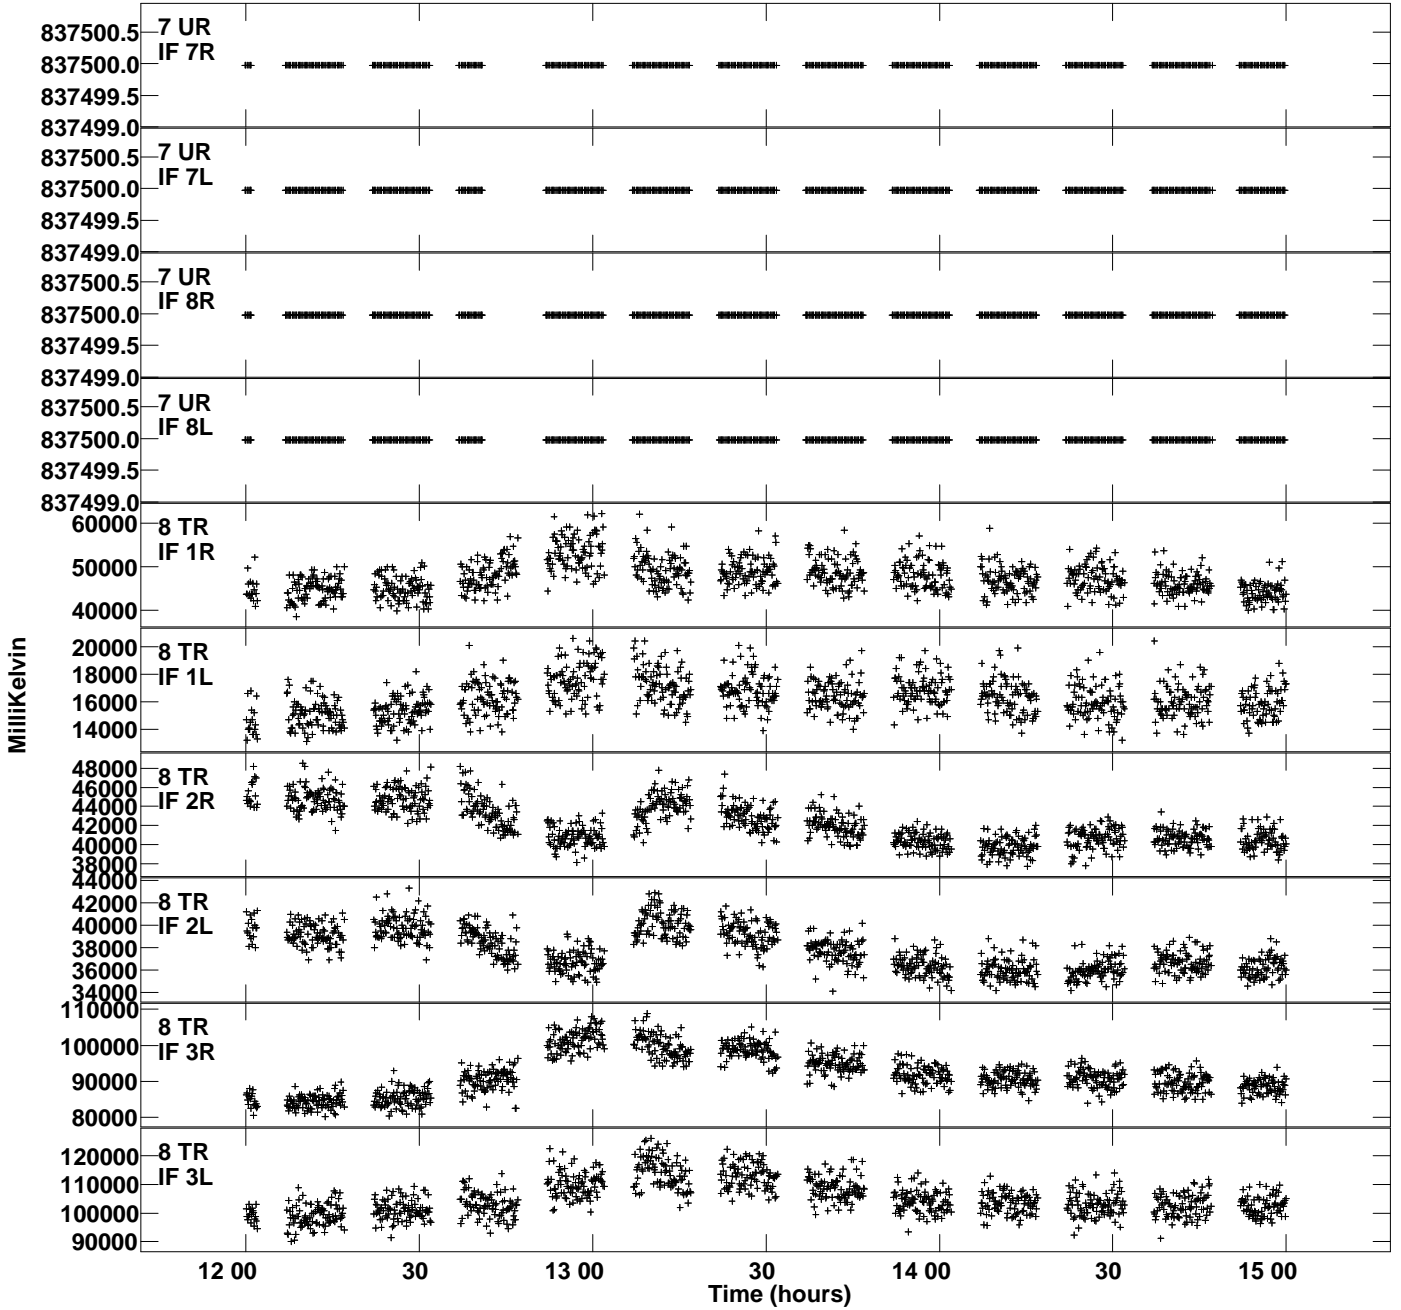 837500.5
837500.0
837499.5
837499.0
7 UR
IF 7R
837500.5
837500.0
837499.5
837499.0
7 UR
IF 7L
837500.5
837500.0
837499.5
837499.0
7 UR
IF 8R
837500.5
837500.0
837499.5
837499.0
7 UR
IF 8L
60000
50000
40000
8 TR
IF 1R
20000
18000
16000
14000
8 TR
IF 1L
48000
46000
44000
42000
40000
38000
8 TR
IF 2R
44000
42000
40000
38000
36000
34000
8 TR
IF 2L
110000
100000
90000
80000
8 TR
IF 3R
120000
110000
100000
90000
8 TR
IF 3L
MilliKelvin
12 00 30 13 00 30 14 00 30 15 00
Time (hours)